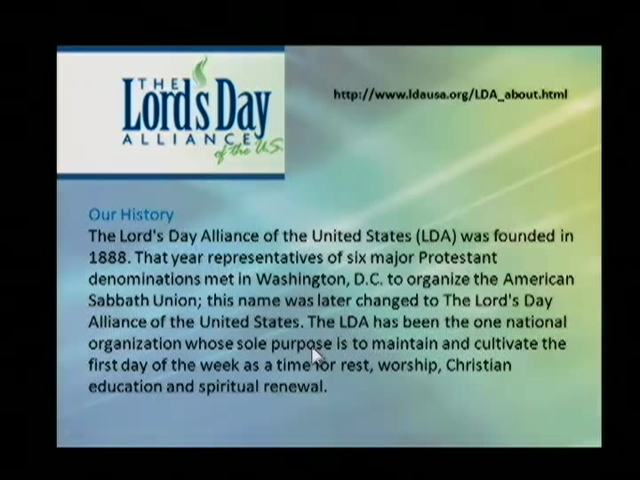 THE
Lord's Day
ALLIANCE
of the U.S.
http://www.ldausa.org/LDA_about.html
Our History
The Lord's Day Alliance of the United States (LDA) was founded in
1888. That year representatives of six major Protestant
denominations met in Washington, D.C. to organize the American
Sabbath Union; this name was later changed to The Lord's Day
Alliance of the United States. The LDA has been the one national
organization whose sole purpose is to maintain and cultivate the
first day of the week as a time for rest, worship, Christian
education and spiritual renewal.